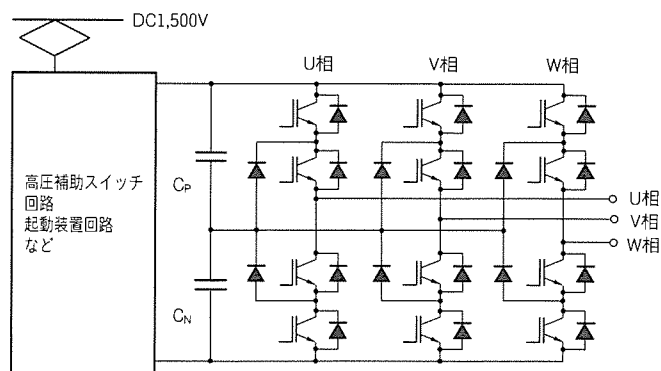 DC1,500V
U相
V相
W相
高圧補助スイッチ
回路
起動装置回路
など
CP
CN
U相
V相
W相